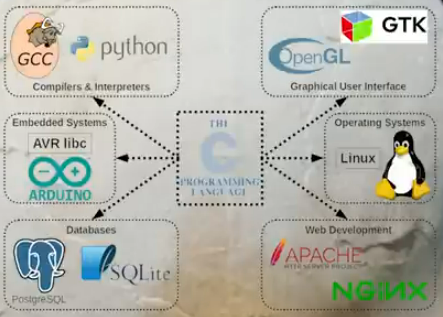 GCC
python
Compilers & Interpreters
OpenGL
GTK
Graphical User Interface
Embedded Systems
AVR libc
ARDUINO
THE
C
PROGRAMMING
LANGUAGE
Operating Systems
Linux
Databases
PostgreSQL
SQLite
Web Development
APACHE
WEB SERVER PROJECT
NGINX